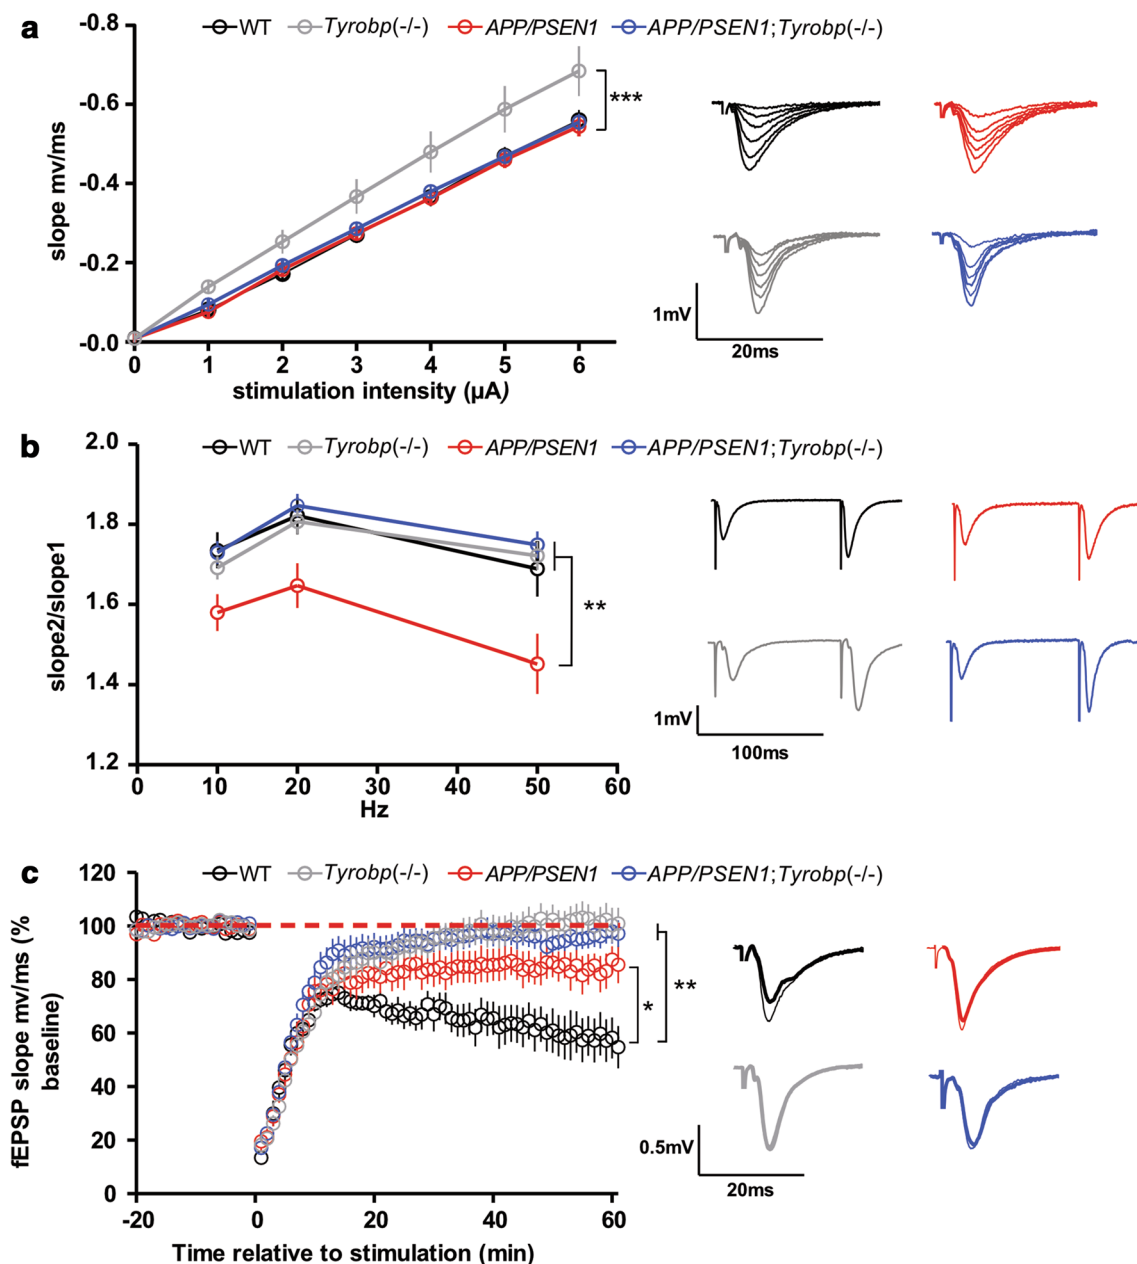 a
WT Tyrobp(-/-) APP/PSEN1 APP/PSEN1;Tyrobp(-/-)
slope mv/ms
-0.8
-0.6
-0.4
-0.2
-0.0
0 1 2 3 4 5 6
stimulation intensity (µA)
***
1mV
20ms
b
WT Tyrobp(-/-) APP/PSEN1 APP/PSEN1;Tyrobp(-/-)
slope2/slope1
2.0
1.8
1.6
1.4
1.2
0 10 20 30 40 50 60
Hz
**
1mV
100ms
c
WT Tyrobp(-/-) APP/PSEN1 APP/PSEN1;Tyrobp(-/-)
fEPSP slope mv/ms (%
baseline)
120
100
80
60
40
20
0
-20 0 20 40 60
Time relative to stimulation (min)
*
**
0.5mV
20ms